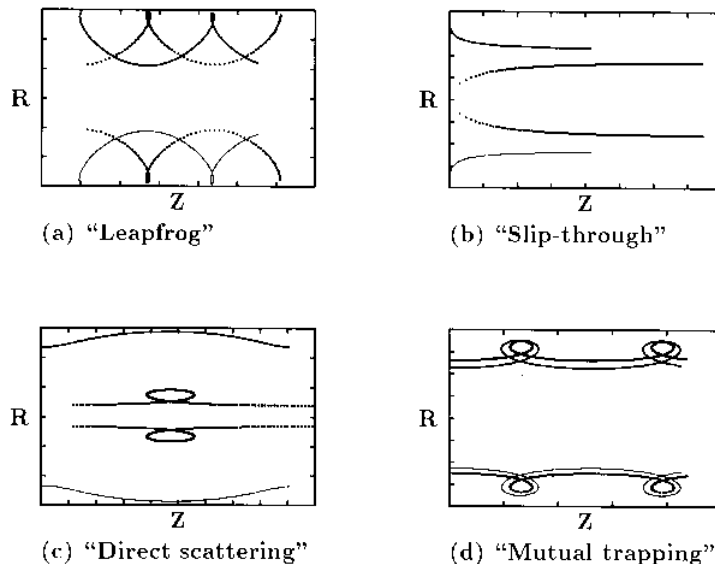 R
Z
(a) “Leapfrog”
R
Z
(b) “Slip-through”
R
Z
(c) “Direct scattering”
R
Z
(d) “Mutual trapping”